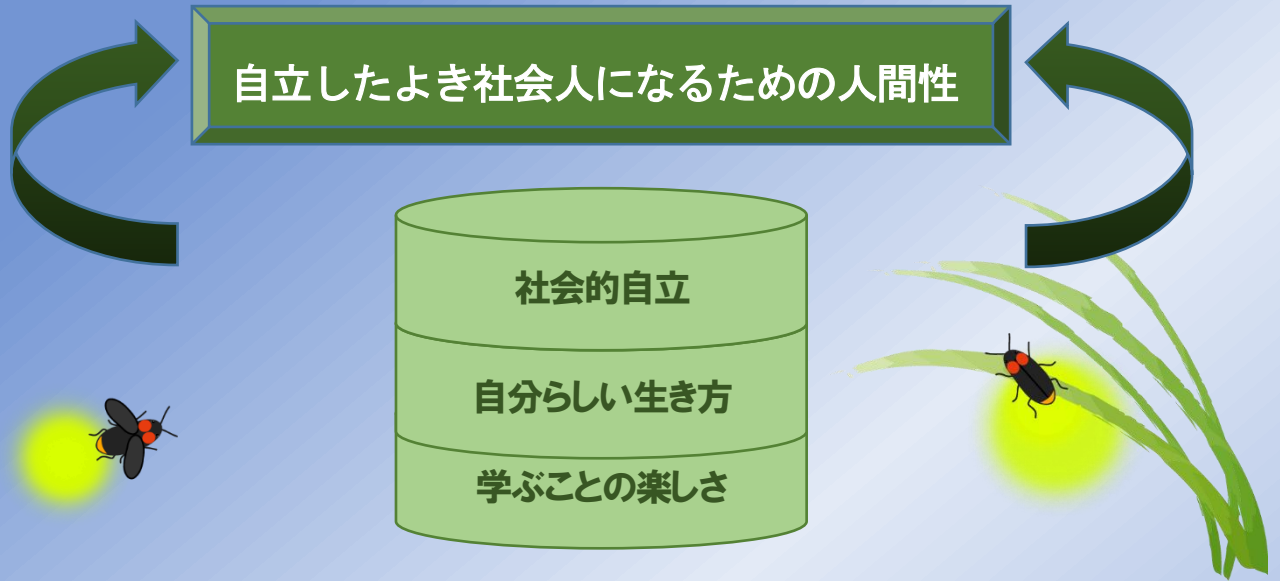 自立したよき社会人になるための人間性
社会的自立
自分らしい生き方
学ぶことの楽しさ